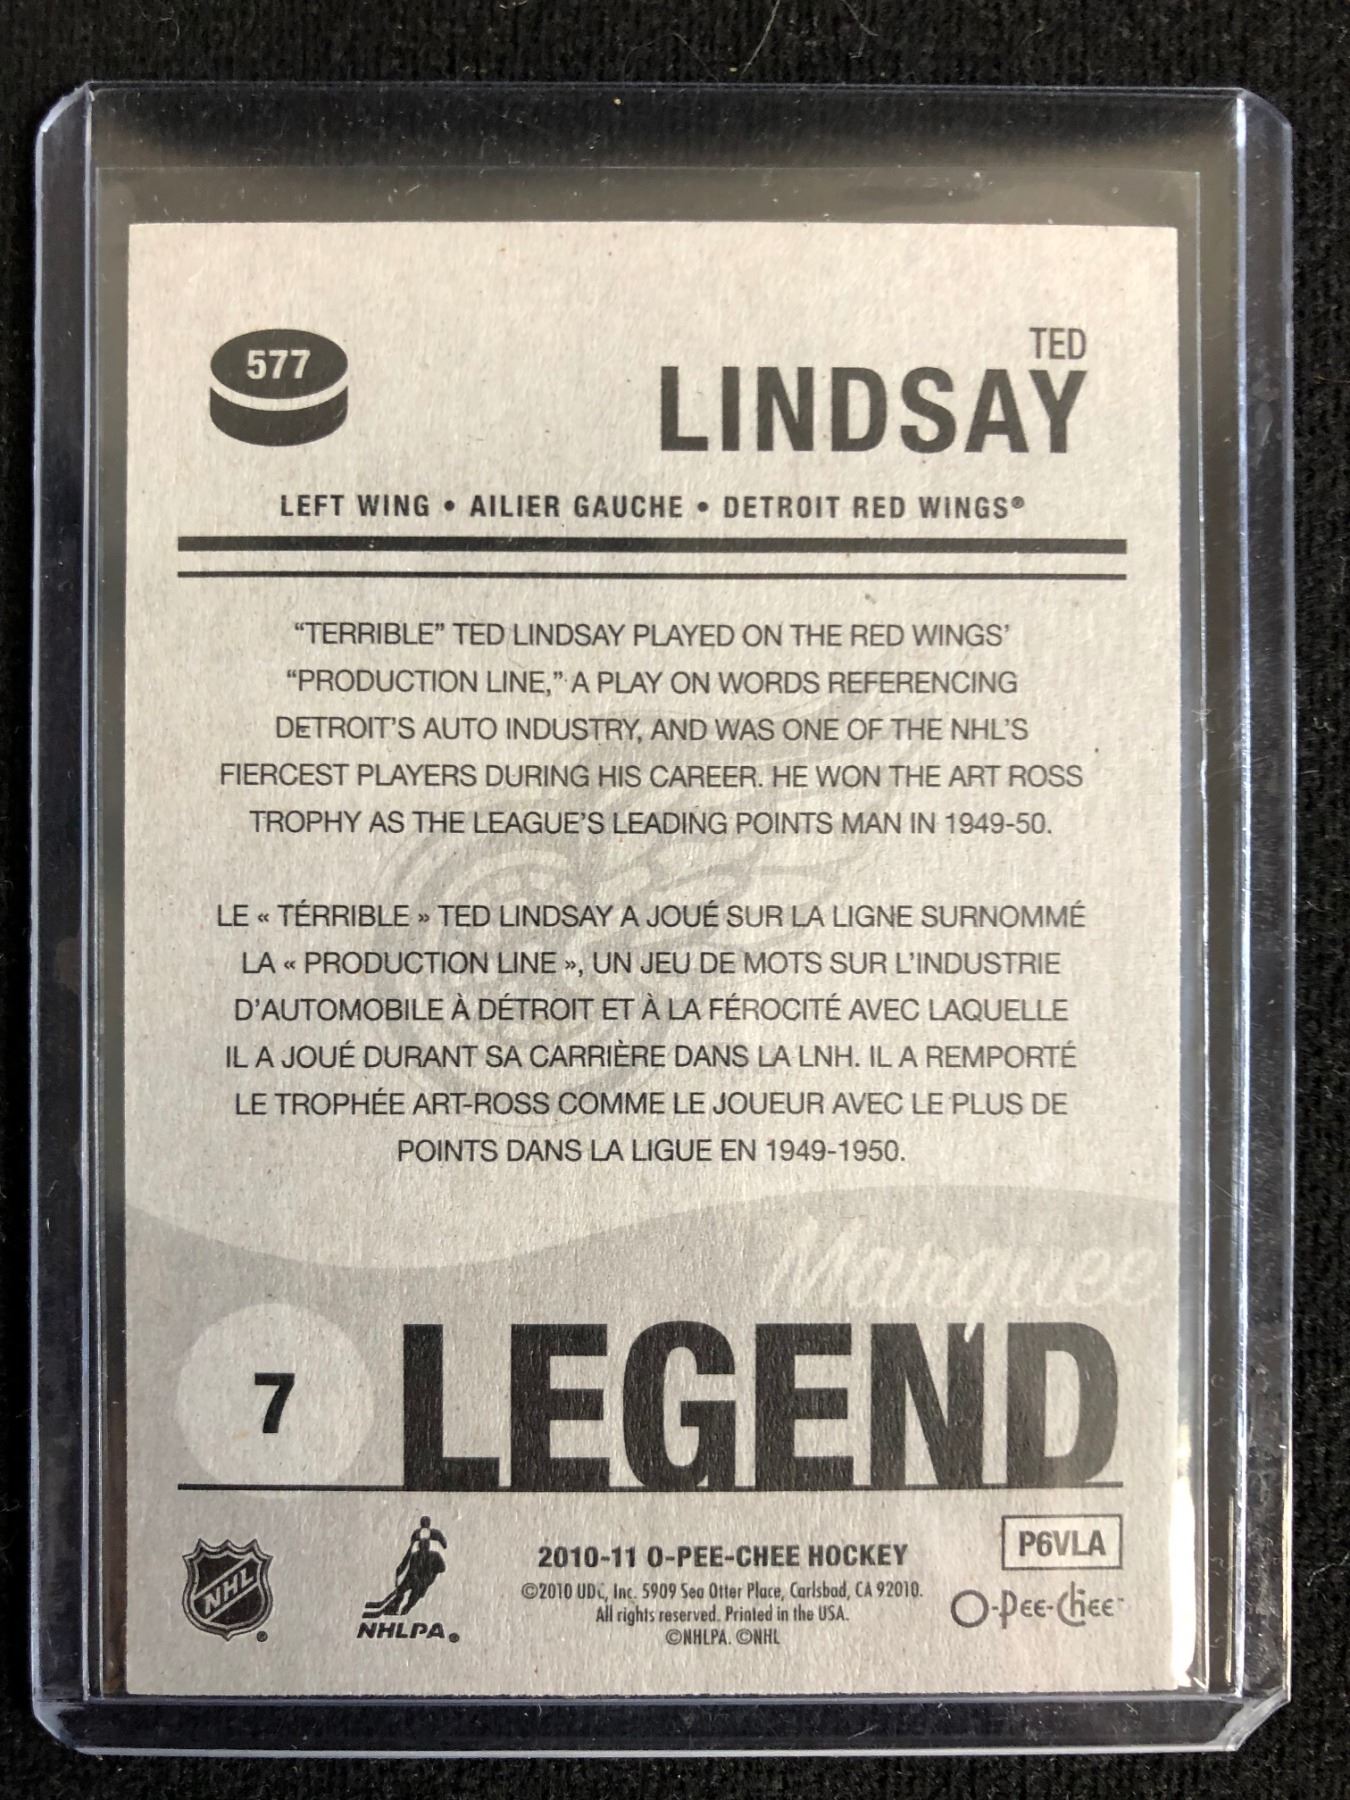 577
TED
LINDSAY
LEFT WING • AILIER GAUCHE • DETROIT RED WINGS®
“TERRIBLE” TED LINDSAY PLAYED ON THE RED WINGS’
“PRODUCTION LINE,” A PLAY ON WORDS REFERENCING
DETROIT’S AUTO INDUSTRY, AND WAS ONE OF THE NHL’S
FIERCEST PLAYERS DURING HIS CAREER. HE WON THE ART ROSS
TROPHY AS THE LEAGUE’S LEADING POINTS MAN IN 1949-50.
LE « TÉRRIBLE » TED LINDSAY A JOUÉ SUR LA LIGNE SURNOMMÉ
LA « PRODUCTION LINE », UN JEU DE MOTS SUR L’INDUSTRIE
D’AUTOMOBILE À DÉTROIT ET À LA FÉROCITÉ AVEC LAQUELLE
IL A JOUÉ DURANT SA CARRIÈRE DANS LA LNH. IL A REMPORTÉ
LE TROPHÉE ART-ROSS COMME LE JOUEUR AVEC LE PLUS DE
POINTS DANS LA LIGUE EN 1949-1950.
Marquee
7 LEGEND
NHL®
NHLPA®
2010-11 O-PEE-CHEE HOCKEY
©2010 UDC, Inc. 5909 Sea Otter Place, Carlsbad, CA 92010.
All rights reserved. Printed in the USA.
©NHLPA. ©NHL
P6VLA
O-Pee-Chee™